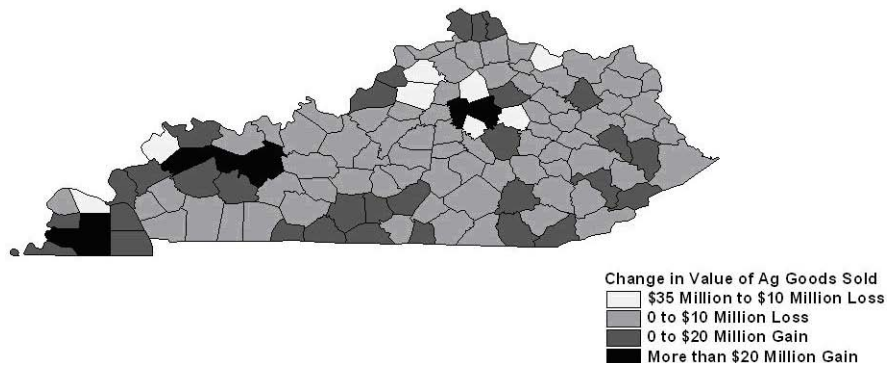 Change in Value of Ag Goods Sold
$35 Million to $10 Million Loss
0 to $10 Million Loss
0 to $20 Million Gain
More than $20 Million Gain